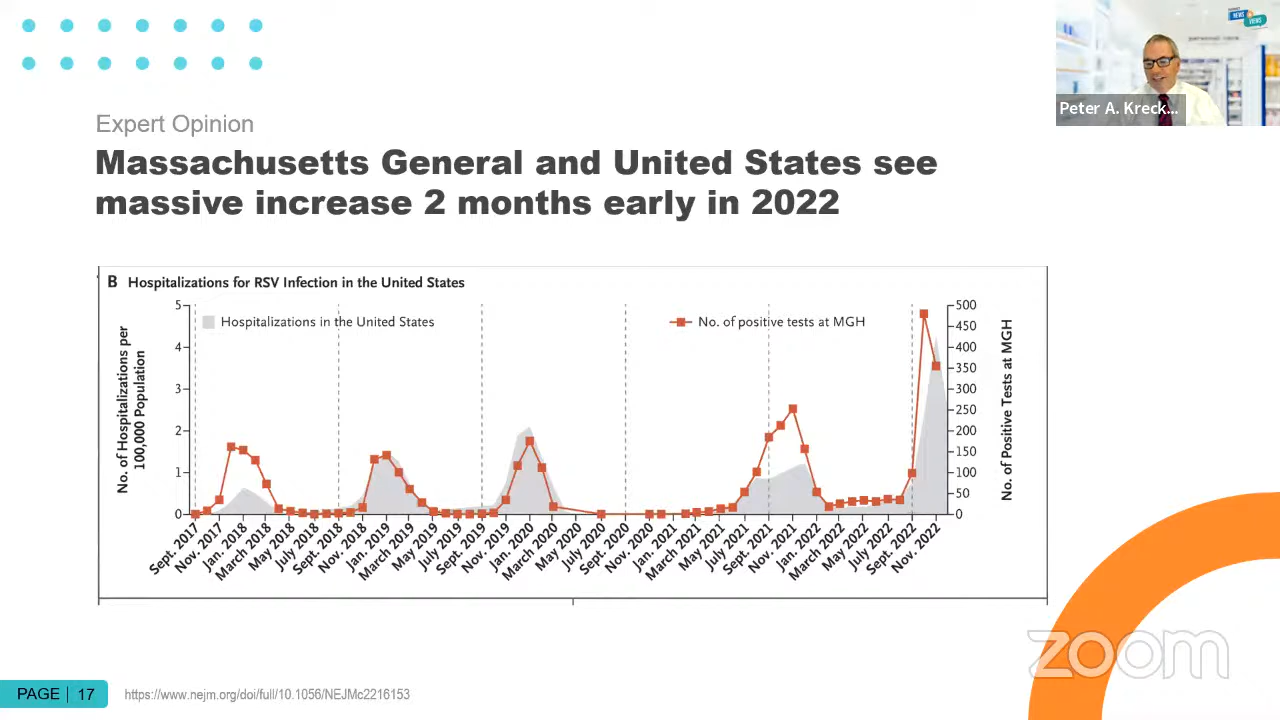 NEWS
VIEWS
personal care
Peter A. Kreck...
Expert Opinion
Massachusetts General and United States see
massive increase 2 months early in 2022
B Hospitalizations for RSV Infection in the United States
Hospitalizations in the United States
No. of positive tests at MGH
No. of Hospitalizations per
100,000 Population
5
4
3
2
1
0
500
450
400
350
300
250
200
150
100
50
0
No. of Positive Tests at MGH
Sept. 2017
Nov. 2017
Jan. 2018
March 2018
May 2018
July 2018
Sept. 2018
Nov. 2018
Jan. 2019
March 2019
May 2018
July 2019
Sept. 2019
Nov. 2019
Jan. 2020
March 2020
May 2020
July 2020
Sept. 2020
Nov. 2020
Jan. 2021
March 2021
May 2021
July 2021
Sept. 2021
Nov. 2021
Jan. 2022
March 2022
May 2022
July 2022
Sept. 2022
Nov. 2022
zoom
PAGE | 17
https://www.nejm.org/doi/full/10.1056/NEJMc2216153